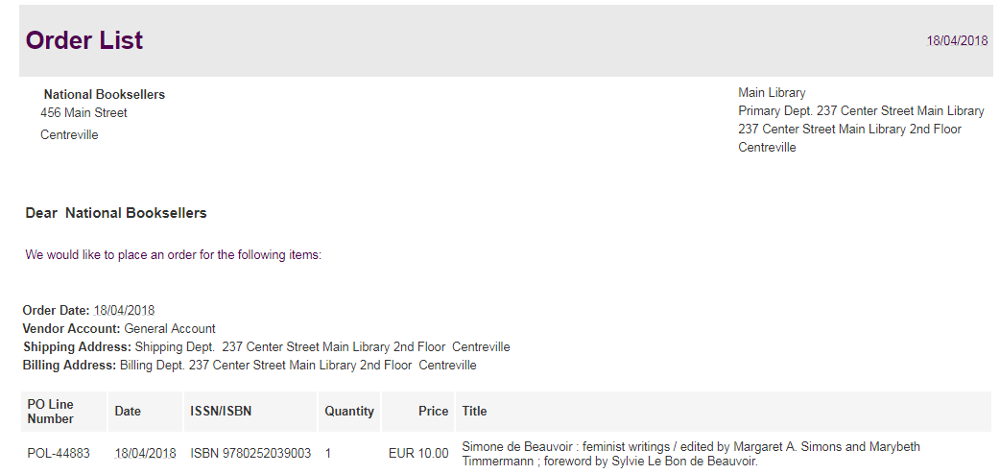 Order List
18/04/2018
National Booksellers
456 Main Street
Centreville
Main Library
Primary Dept. 237 Center Street Main Library
237 Center Street Main Library 2nd Floor
Centreville
Dear National Booksellers
We would like to place an order for the following items:
Order Date: 18/04/2018
Vendor Account: General Account
Shipping Address: Shipping Dept. 237 Center Street Main Library 2nd Floor Centreville
Billing Address: Billing Dept. 237 Center Street Main Library 2nd Floor Centreville
PO Line
Number
Date
ISSN/ISBN
Quantity
Price
Title
POL-44883
18/04/2018
ISBN 9780252039003
1
EUR 10.00
Simone de Beauvoir : feminist writings / edited by Margaret A. Simons and Marybeth
Timmermann ; foreword by Sylvie Le Bon de Beauvoir.